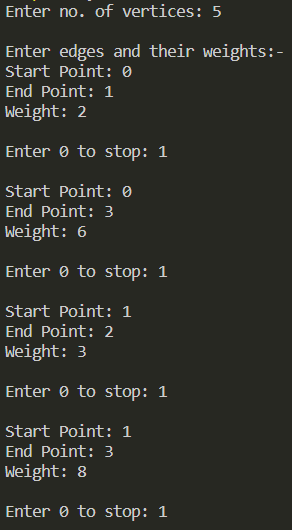 Enter no. of vertices: 5
Enter edges and their weights:-
Start Point: 0
End Point: 1
Weight: 2
Enter 0 to stop: 1
Start Point: 0
End Point: 3
Weight: 6
Enter 0 to stop: 1
Start Point: 1
End Point: 2
Weight: 3
Enter 0 to stop: 1
Start Point: 1
End Point: 3
Weight: 8
Enter 0 to stop: 1